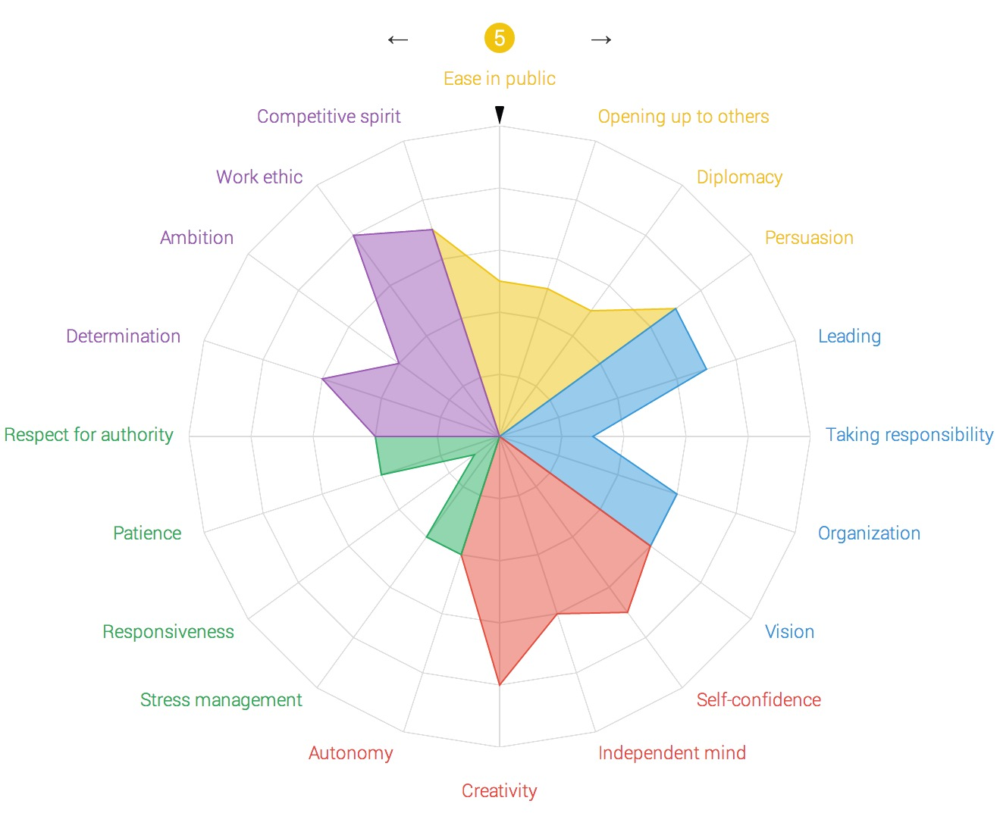 ← 5 →
Ease in public
Competitive spirit
Opening up to others
Work ethic
Diplomacy
Ambition
Persuasion
Determination
Leading
Respect for authority
Taking responsibility
Patience
Organization
Responsiveness
Vision
Stress management
Self-confidence
Autonomy
Independent mind
Creativity